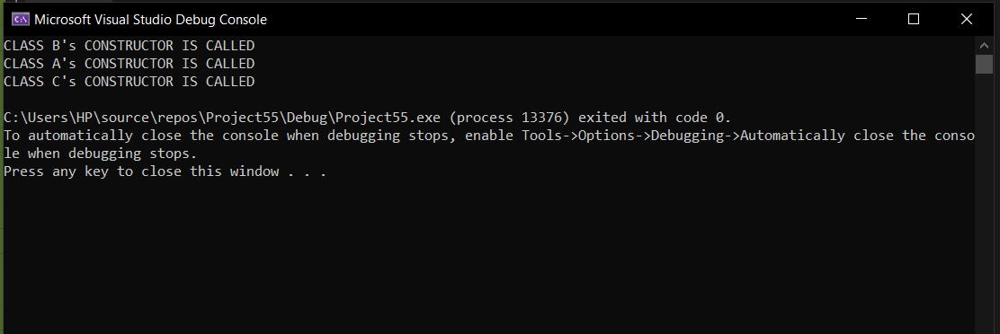 Microsoft Visual Studio Debug Console
CLASS B's CONSTRUCTOR IS CALLED
CLASS A's CONSTRUCTOR IS CALLED
CLASS C's CONSTRUCTOR IS CALLED
C:\Users\HP\source\repos\Project55\Debug\Project55.exe (process 13376) exited with code 0.
To automatically close the console when debugging stops, enable Tools->Options->Debugging->Automatically close the conso
le when debugging stops.
Press any key to close this window . . .